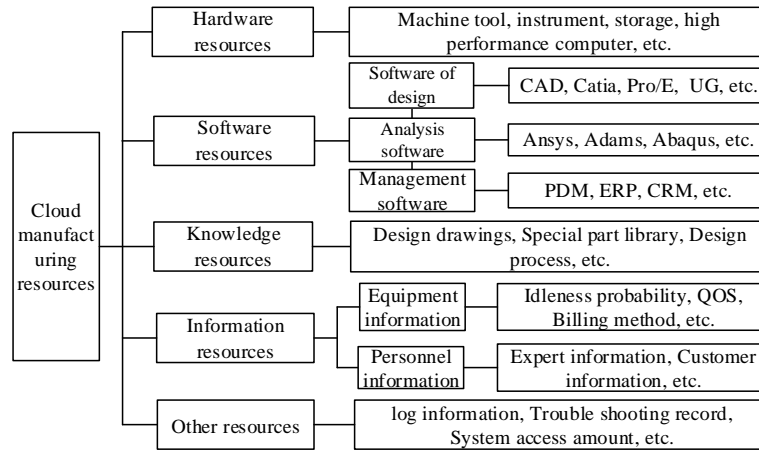 Cloud
manufact
uring
resources
Hardware
resources
Machine tool, instrument, storage, high
performance computer, etc.
Software
resources
Software of
design
CAD, Catia, Pro/E, UG, etc.
Analysis
software
Ansys, Adams, Abaqus, etc.
Management
software
PDM, ERP, CRM, etc.
Knowledge
resources
Design drawings, Special part library, Design
process, etc.
Information
resources
Equipment
information
Idleness probability, QOS,
Billing method, etc.
Personnel
information
Expert information, Customer
information, etc.
Other resources
log information, Trouble shooting record,
System access amount, etc.